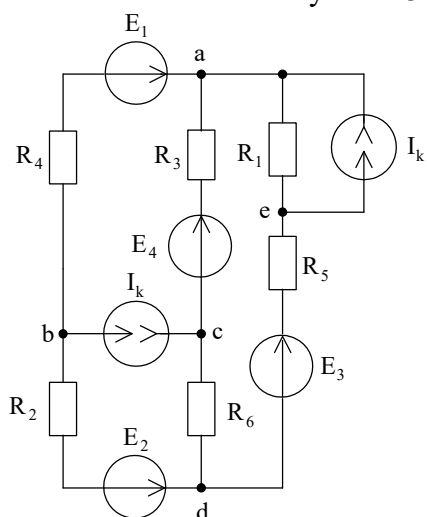 E₁
a
R₄
R₃
R₁
Iₖ
e
E₄
R₅
Iₖ
b
c
E₃
R₂
R₆
E₂
d